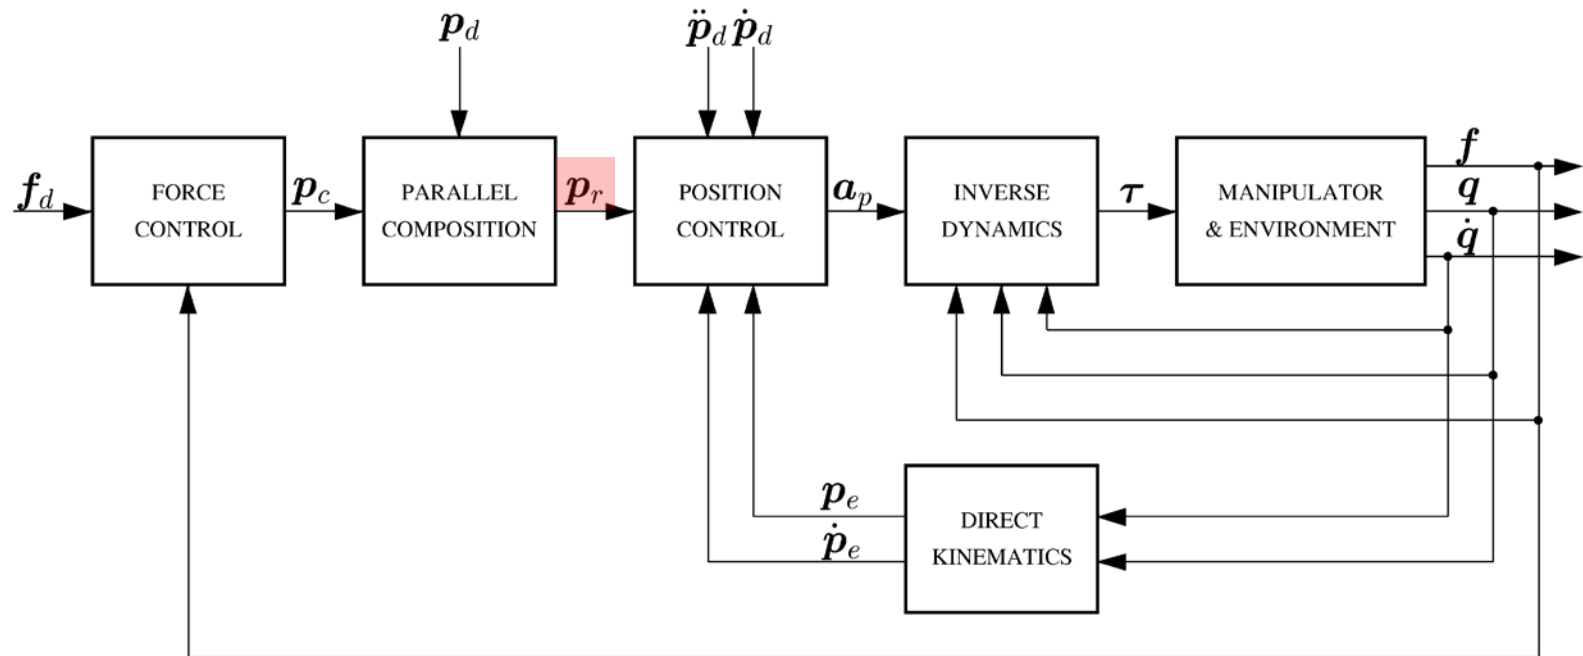 p_d
p̈_d ṗ_d
f_d
FORCE
CONTROL
p_c
PARALLEL
COMPOSITION
p_r
POSITION
CONTROL
a_p
INVERSE
DYNAMICS
τ
MANIPULATOR
& ENVIRONMENT
f
q
q̇
p_e
ṗ_e
DIRECT
KINEMATICS